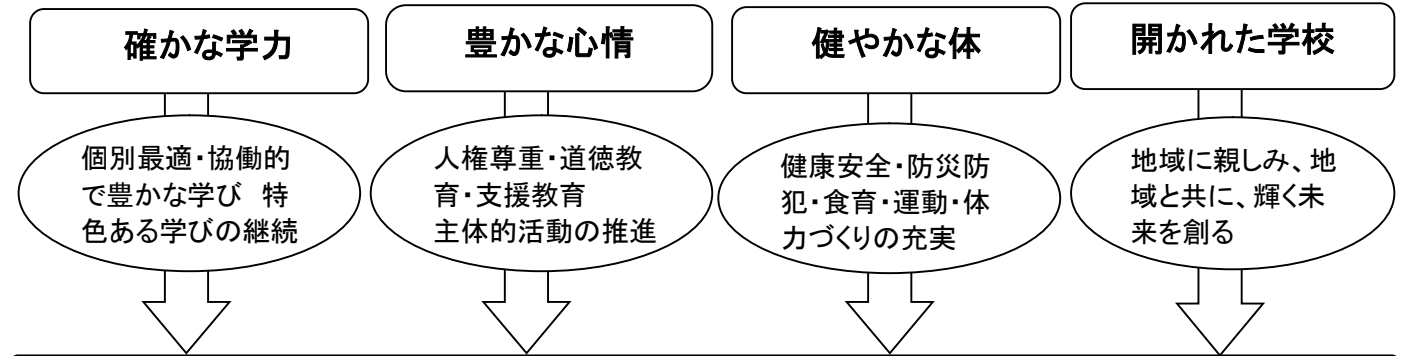 確かな学力
豊かな心情
健やかな体
開かれた学校
個別最適・協働的
で豊かな学び　特
色ある学びの継続
人権尊重・道徳教
育・支援教育
主体的活動の推進
健康安全・防災防
犯・食育・運動・体
力づくりの充実
地域に親しみ、地
域と共に、輝く未
来を創る